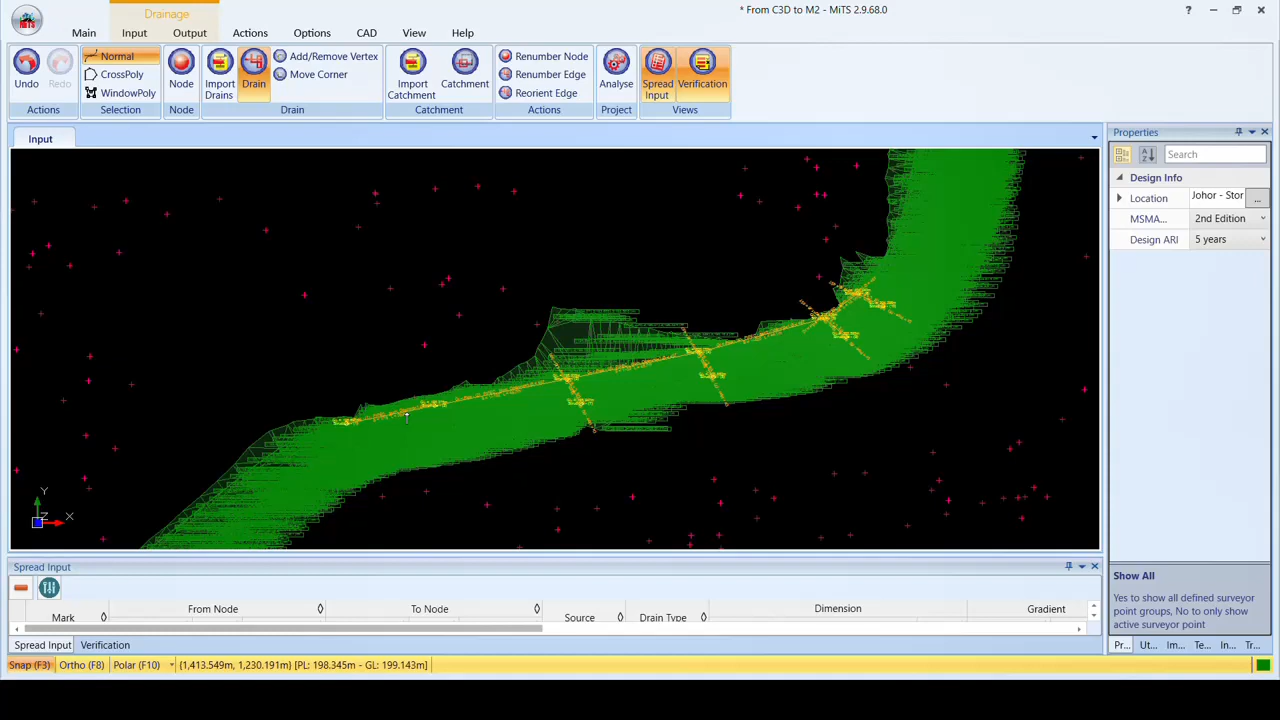 Drainage
* From C3D to M2 - MiTS 2.9.68.0
Main Input Output Actions Options CAD View Help
Undo Redo
Actions
Normal
CrossPoly
WindowPoly
Selection
Node
Node
Import Drains
Drain
Add/Remove Vertex
Move Corner
Drain
Import Catchment
Catchment
Catchment
Renumber Node
Renumber Edge
Reorient Edge
Actions
Analyse
Project
Spread Input
Verification
Views
Input
Y
Z
X
Properties
Search
Design Info
Location Johor - Stor ...
MSMA... 2nd Edition
Design ARI 5 years
Show All
Yes to show all defined surveyor
point groups, No to only show
active surveyor point
Pr... Ut... Im... Te... In... Tr...
Spread Input
Mark From Node To Node Source Drain Type Dimension Gradient
Spread Input Verification
Snap (F3) Ortho (F8) Polar (F10) (1,413.549m, 1,230.191m) [PL: 198.345m - GL: 199.143m]